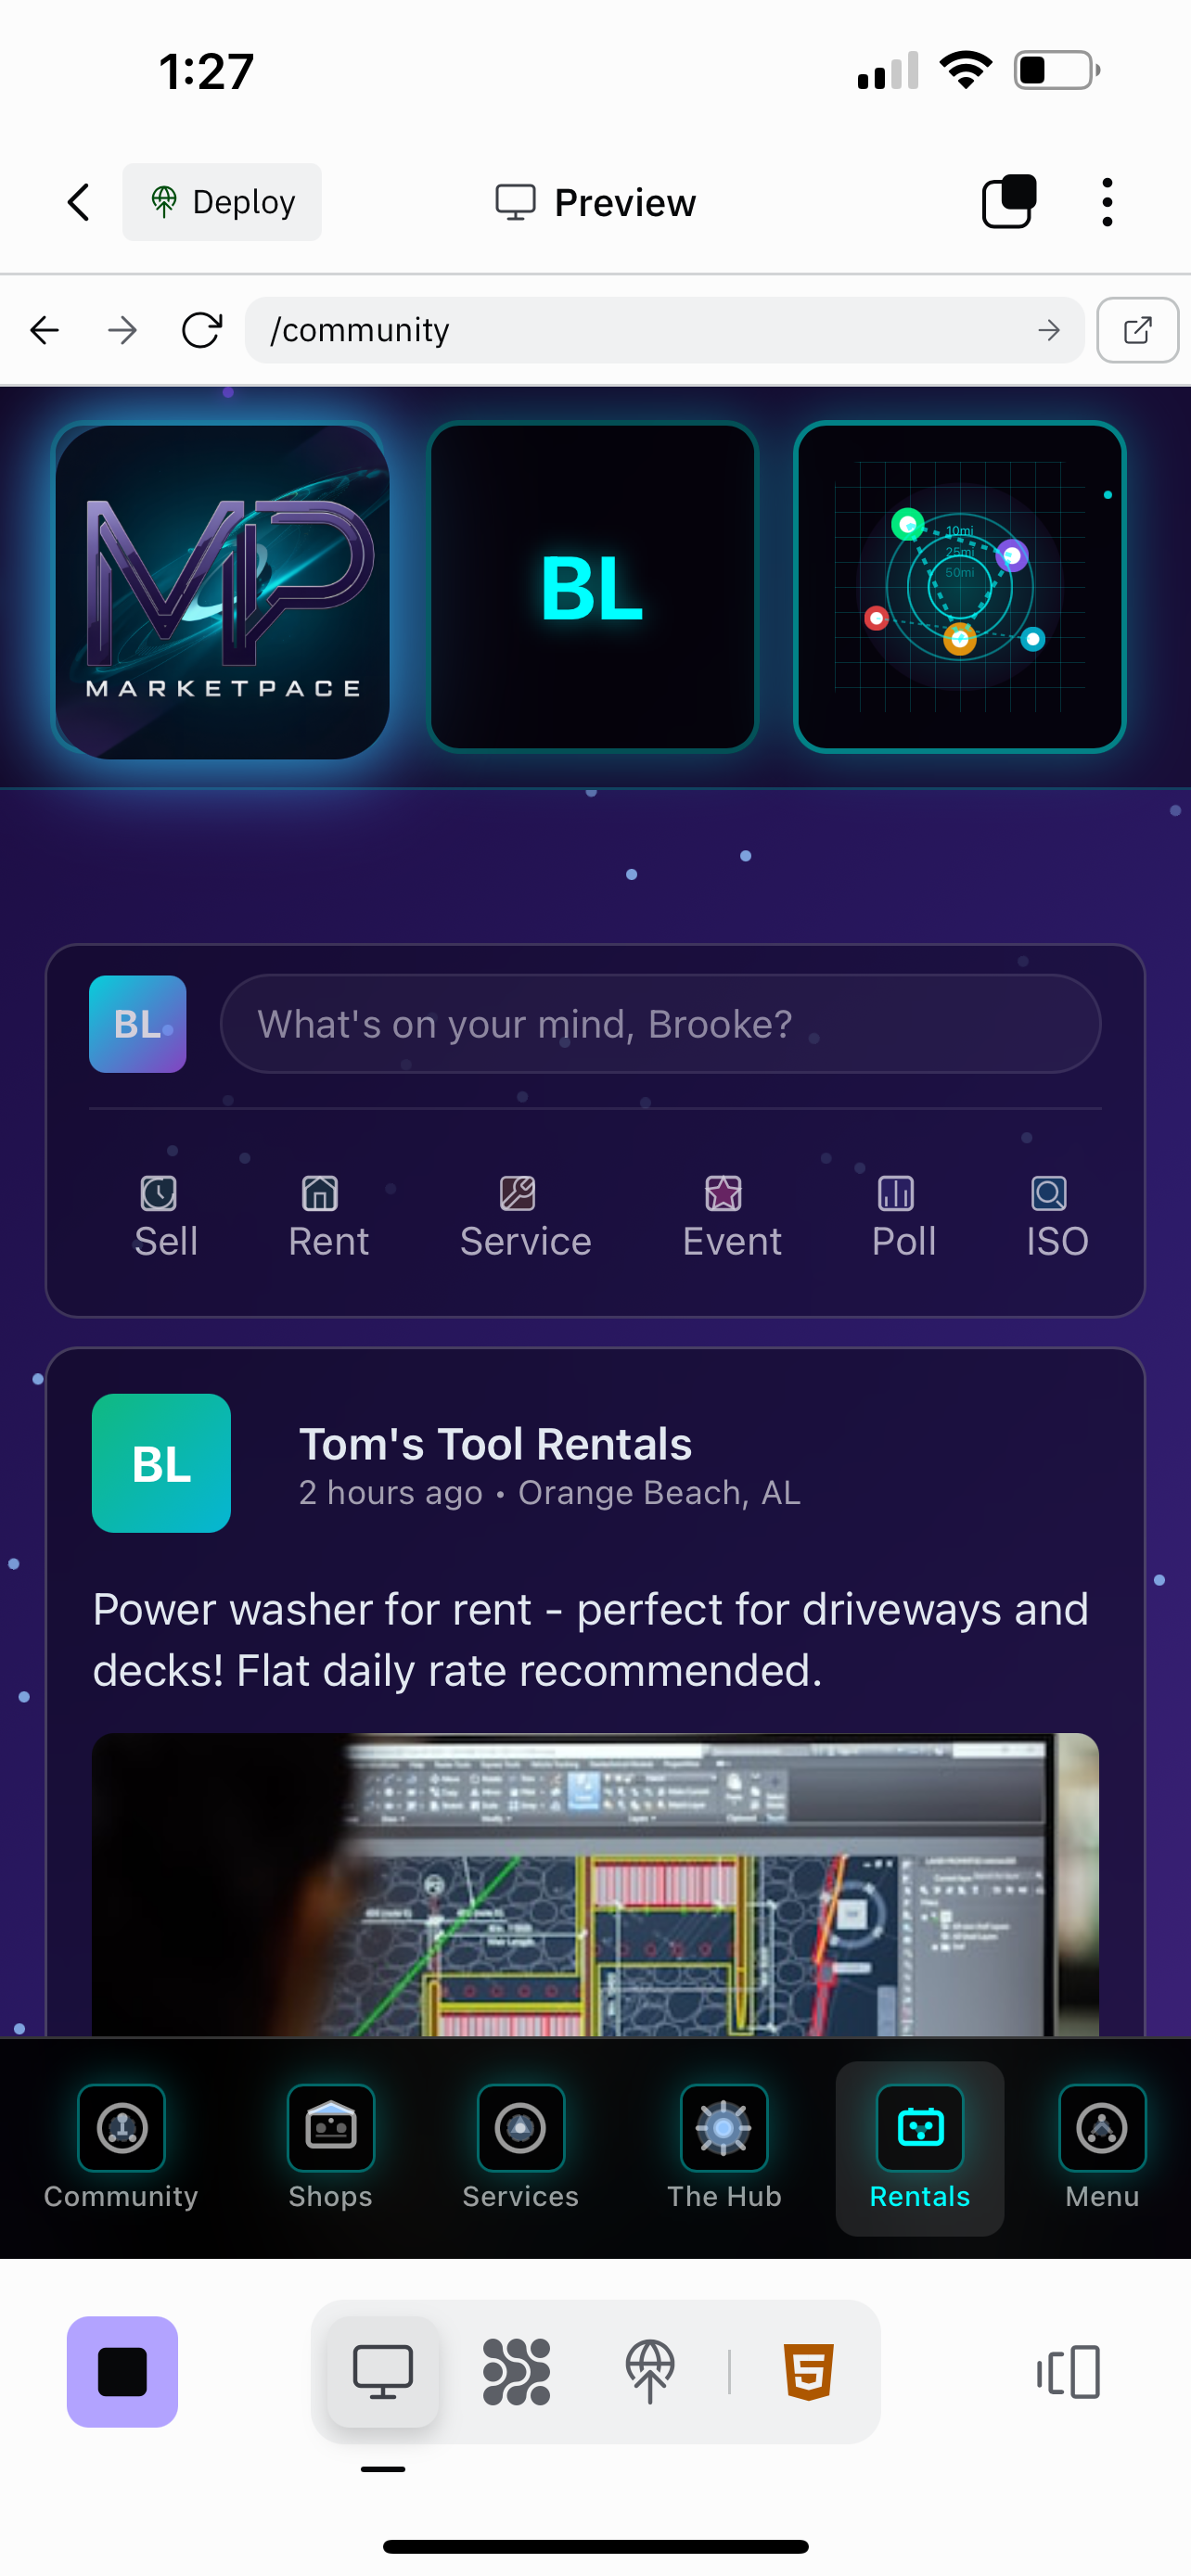 1:27
Deploy
Preview
/community
MP
MARKETPACE
BL
10mi
25mi
50mi
BL
What's on your mind, Brooke?
Sell Rent Service Event Poll ISO
BL
Tom's Tool Rentals
2 hours ago • Orange Beach, AL
Power washer for rent - perfect for driveways and
decks! Flat daily rate recommended.
Community Shops Services The Hub Rentals Menu
5